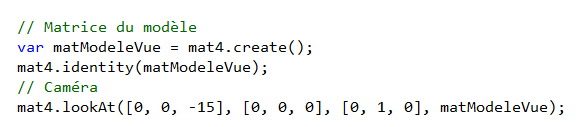 // Matrice du modèle
var matModeleVue = mat4.create();
mat4.identity(matModeleVue);
// Caméra
mat4.lookAt([0, 0, -15], [0, 0, 0], [0, 1, 0], matModeleVue);